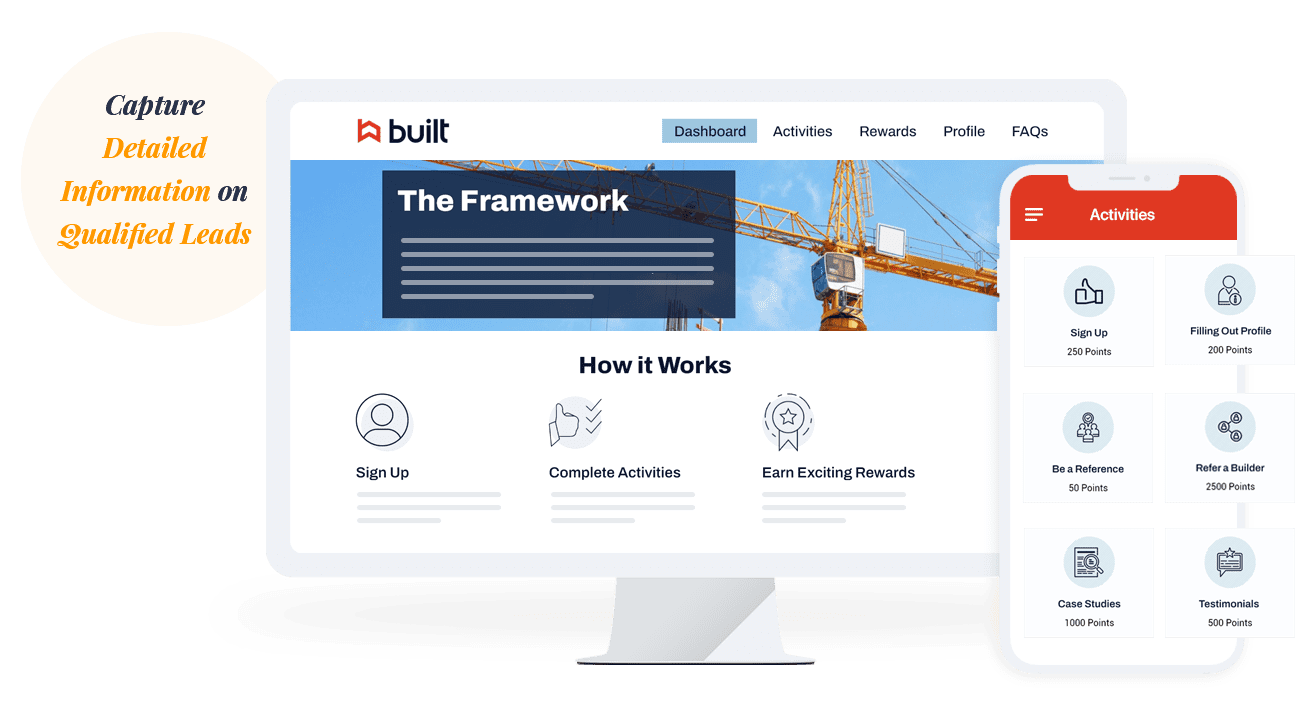 Capture
Detailed
Information on
Qualified Leads
built
Dashboard Activities Rewards Profile FAQs
The Framework
How it Works
Sign Up
Complete Activities
Earn Exciting Rewards
Activities
Sign Up
250 Points
Filling Out Profile
200 Points
Be a Reference
50 Points
Refer a Builder
2500 Points
Case Studies
1000 Points
Testimonials
500 Points